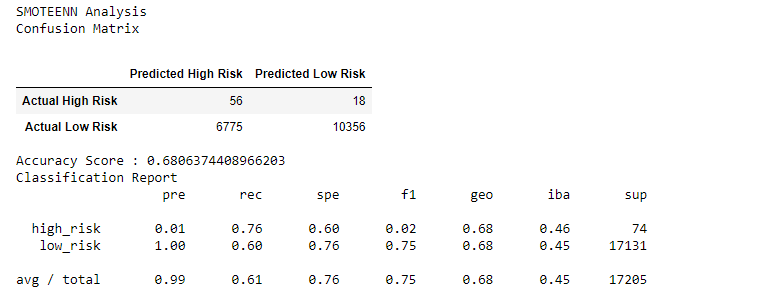 SMOTEENN Analysis
Confusion Matrix
Predicted High Risk Predicted Low Risk
Actual High Risk 56 18
Actual Low Risk 6775 10356
Accuracy Score : 0.6806374408966203
Classification Report
pre rec spe f1 geo iba sup
high_risk 0.01 0.76 0.60 0.02 0.68 0.46 74
low_risk 1.00 0.60 0.76 0.75 0.68 0.45 17131
avg / total 0.99 0.61 0.76 0.75 0.68 0.45 17205